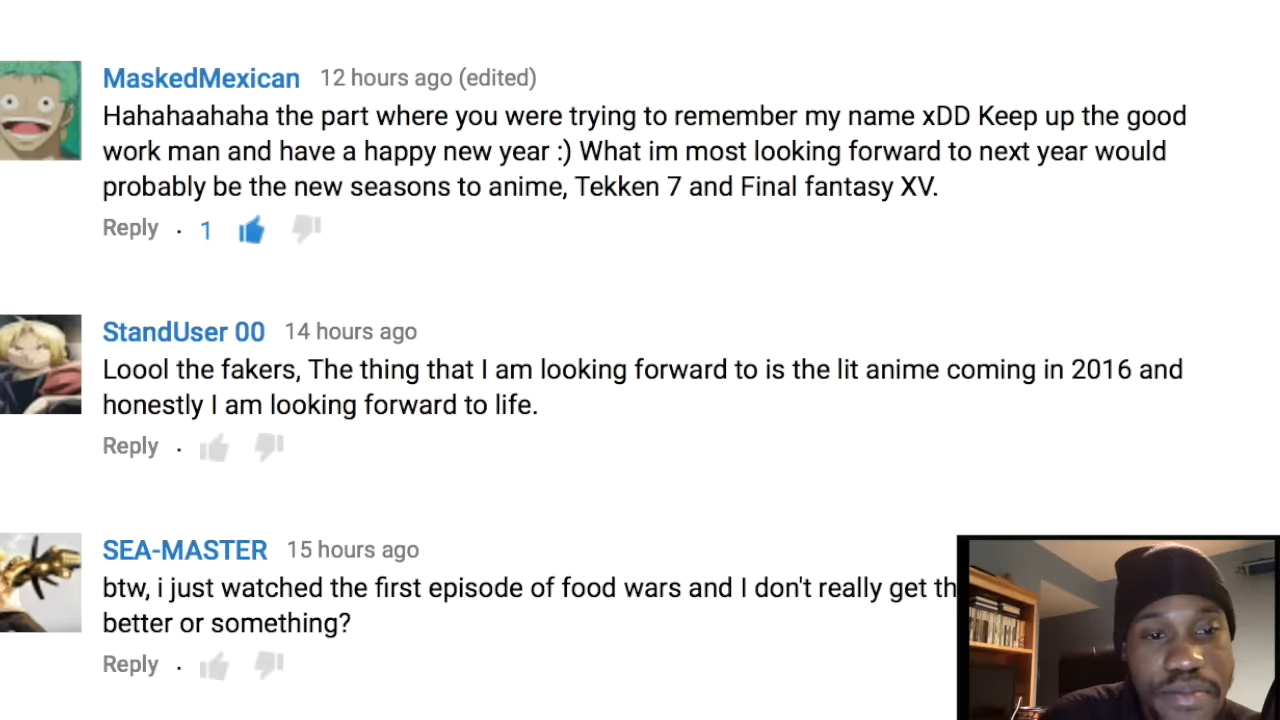 MaskedMexican 12 hours ago (edited)
Hahahaahaha the part where you were trying to remember my name xDD Keep up the good
work man and have a happy new year :) What im most looking forward to next year would
probably be the new seasons to anime, Tekken 7 and Final fantasy XV.
Reply · 1
StandUser 00 14 hours ago
Loool the fakers, The thing that I am looking forward to is the lit anime coming in 2016 and
honestly I am looking forward to life.
Reply ·
SEA-MASTER 15 hours ago
btw, i just watched the first episode of food wars and I don't really get th
better or something?
Reply ·